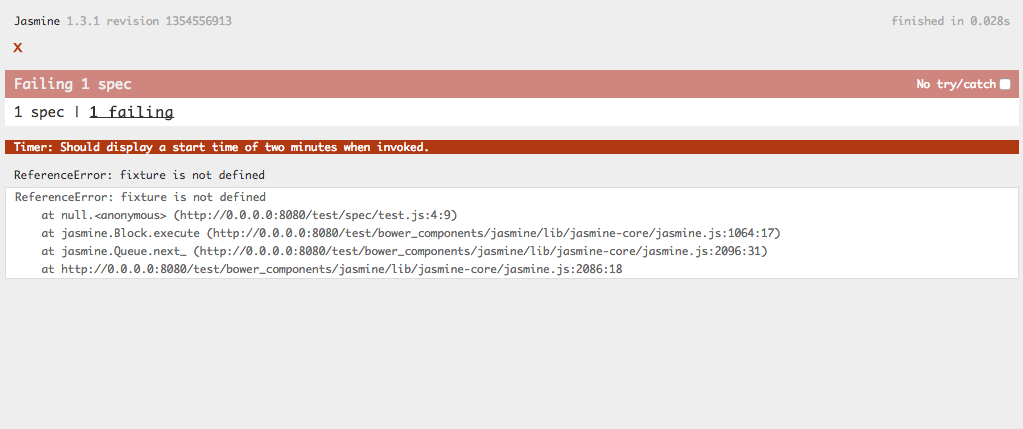 Jasmine 1.3.1 revision 1354556913 finished in 0.028s
x
Failing 1 spec No try/catch
1 spec | 1 failing
Timer: Should display a start time of two minutes when invoked.
ReferenceError: fixture is not defined
ReferenceError: fixture is not defined
at null.<anonymous> (http://0.0.0.0:8080/test/spec/test.js:4:9)
at jasmine.Block.execute (http://0.0.0.0:8080/test/bower_components/jasmine/lib/jasmine-core/jasmine.js:1064:17)
at jasmine.Queue.next_ (http://0.0.0.0:8080/test/bower_components/jasmine/lib/jasmine-core/jasmine.js:2096:31)
at http://0.0.0.0:8080/test/bower_components/jasmine/lib/jasmine-core/jasmine.js:2086:18